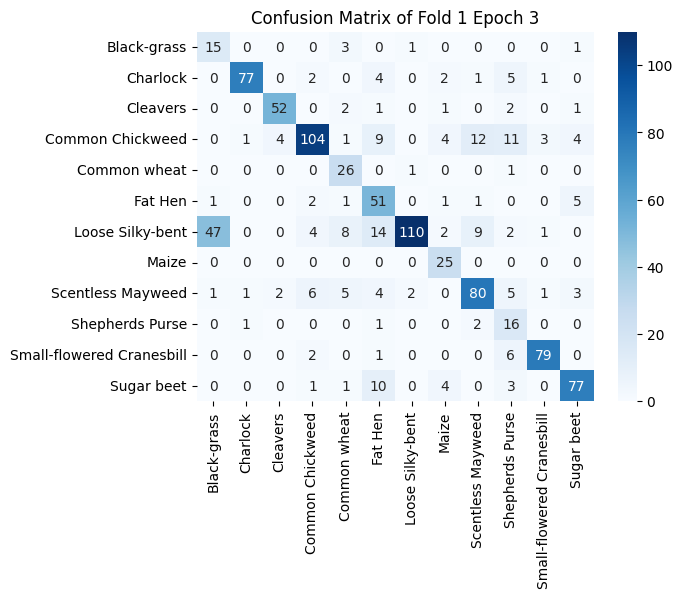 Confusion Matrix of Fold 1 Epoch 3
Black-grass 15 0 0 0 3 0 1 0 0 0 0 1
Charlock 0 77 0 2 0 4 0 2 1 5 1 0
Cleavers 0 0 52 0 2 1 0 1 0 2 0 1
Common Chickweed 0 1 4 104 1 9 0 4 12 11 3 4
Common wheat 0 0 0 0 26 0 1 0 0 1 0 0
Fat Hen 1 0 0 2 1 51 0 1 1 0 0 5
Loose Silky-bent 47 0 0 4 8 14 110 2 9 2 1 0
Maize 0 0 0 0 0 0 0 25 0 0 0 0
Scentless Mayweed 1 1 2 6 5 4 2 0 80 5 1 3
Shepherds Purse 0 1 0 0 0 1 0 0 2 16 0 0
Small-flowered Cranesbill 0 0 0 2 0 1 0 0 0 6 79 0
Sugar beet 0 0 0 1 1 10 0 4 0 3 0 77
Black-grass
Charlock
Cleavers
Common Chickweed
Common wheat
Fat Hen
Loose Silky-bent
Maize
Scentless Mayweed
Shepherds Purse
Small-flowered Cranesbill
Sugar beet
100
80
60
40
20
0